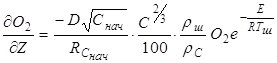 ∂O₂/∂Z = (−D√C_нач / R_C_нач) · (C^(2/3) / 100) · (ρ_ш / ρ_C) O₂ e^(−E/(RT_ш))